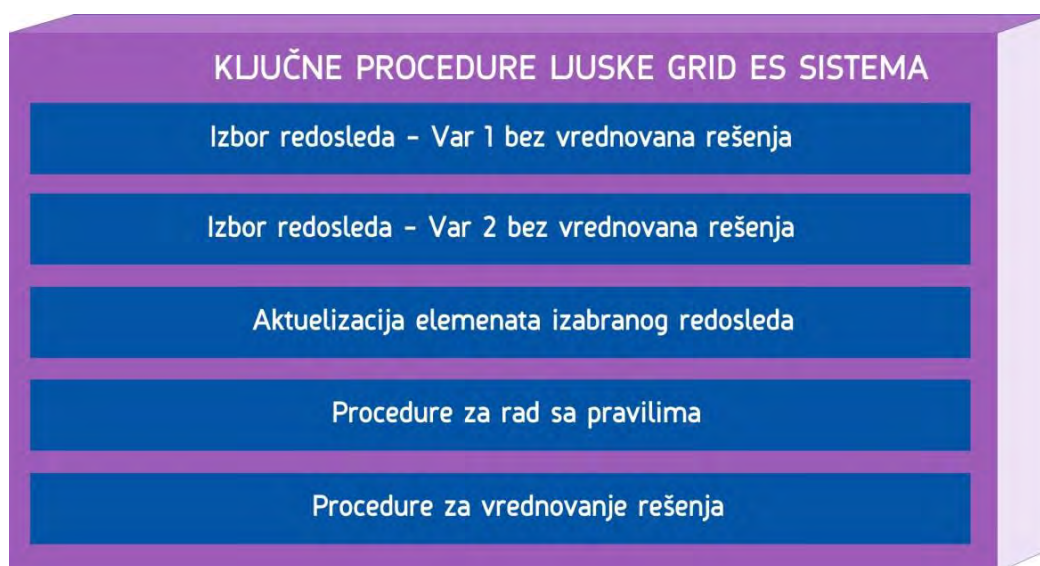 KLJUČNE PROCEDURE LJUSKE GRID ES SISTEMA
Izbor redosleda – Var 1 bez vrednovana rešenja
Izbor redosleda – Var 2 bez vrednovana rešenja
Aktuelizacija elemenata izabranog redosleda
Procedure za rad sa pravilima
Procedure za vrednovanje rešenja